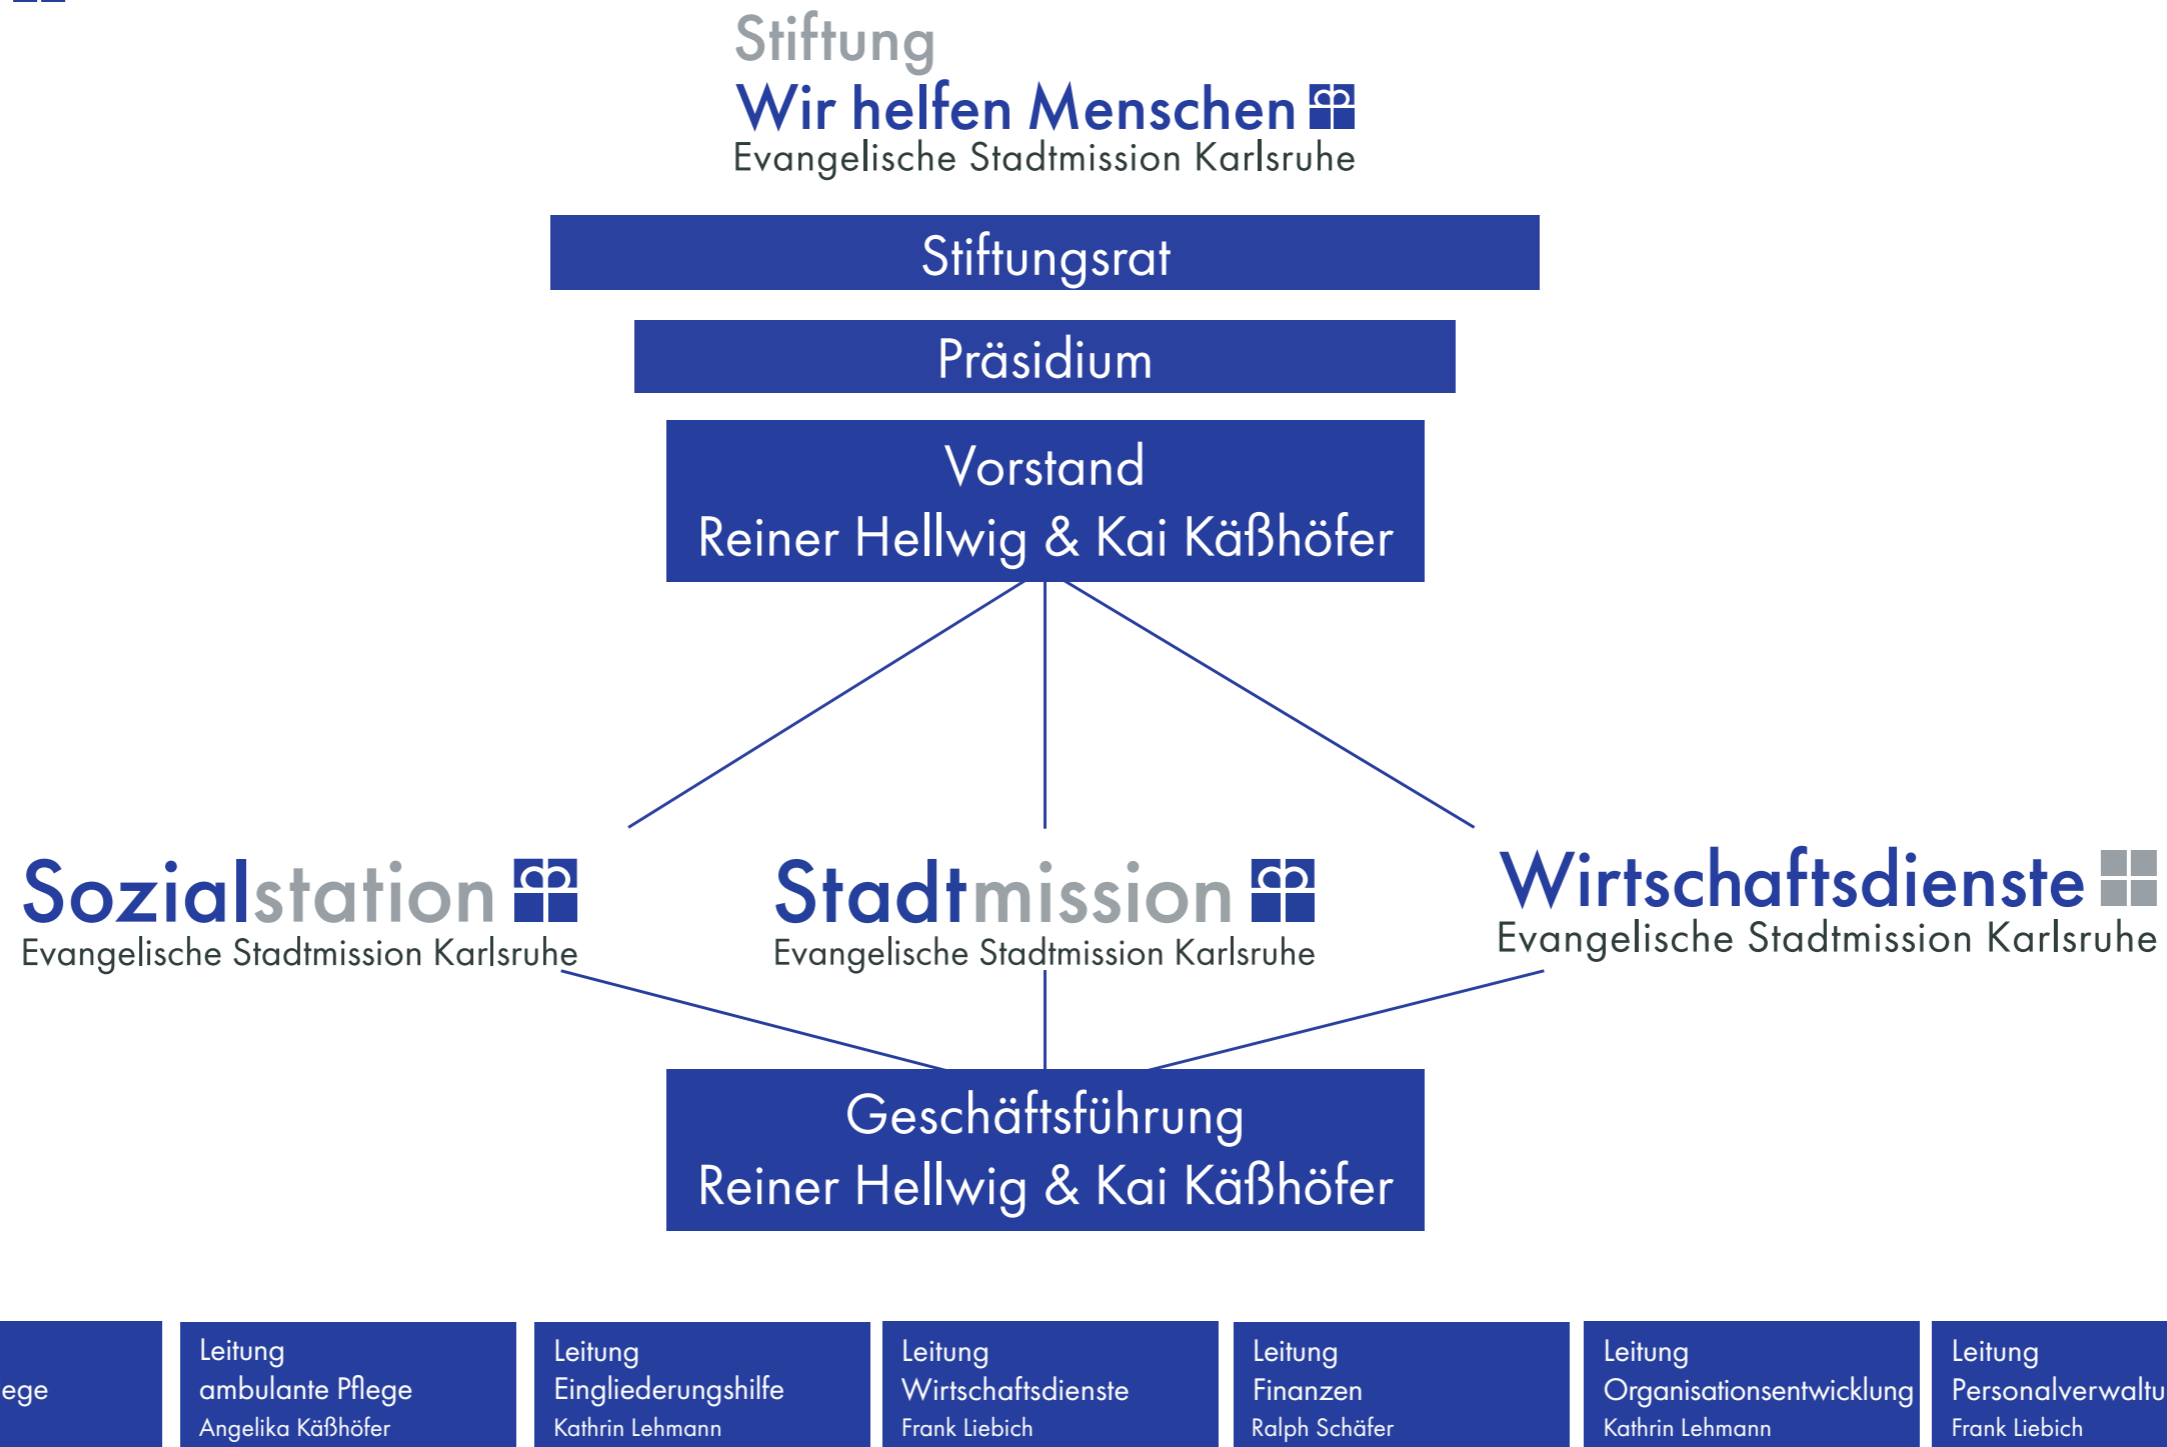 Stiftung
Wir helfen Menschen
Evangelische Stadtmission Karlsruhe
Stiftungsrat
Präsidium
Vorstand
Reiner Hellwig & Kai Käßhöfer
Sozialstation
Evangelische Stadtmission Karlsruhe
Stadtmission
Evangelische Stadtmission Karlsruhe
Wirtschaftsdienste
Evangelische Stadtmission Karlsruhe
Geschäftsführung
Reiner Hellwig & Kai Käßhöfer
ege
Leitung
ambulante Pflege
Angelika Käßhöfer
Leitung
Eingliederungshilfe
Kathrin Lehmann
Leitung
Wirtschaftsdienste
Frank Liebich
Leitung
Finanzen
Ralph Schäfer
Leitung
Organisationsentwicklung
Kathrin Lehmann
Leitung
Personalverwaltu
Frank Liebich